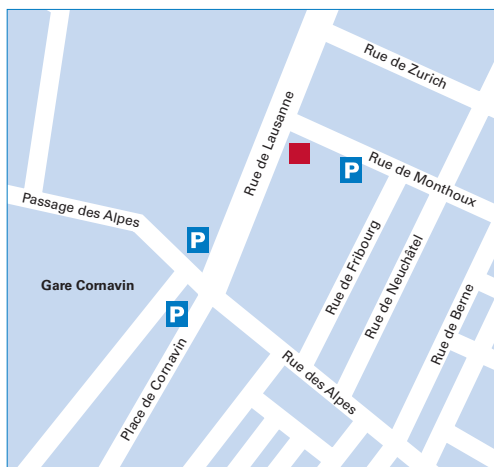 Rue de Zurich
Rue de Lausanne
P
Rue de Monthoux
Passage des Alpes
P
Rue de Fribourg
Rue de Neuchâtel
Gare Cornavin
P
Rue de Berne
Place de Cornavin
Rue des Alpes